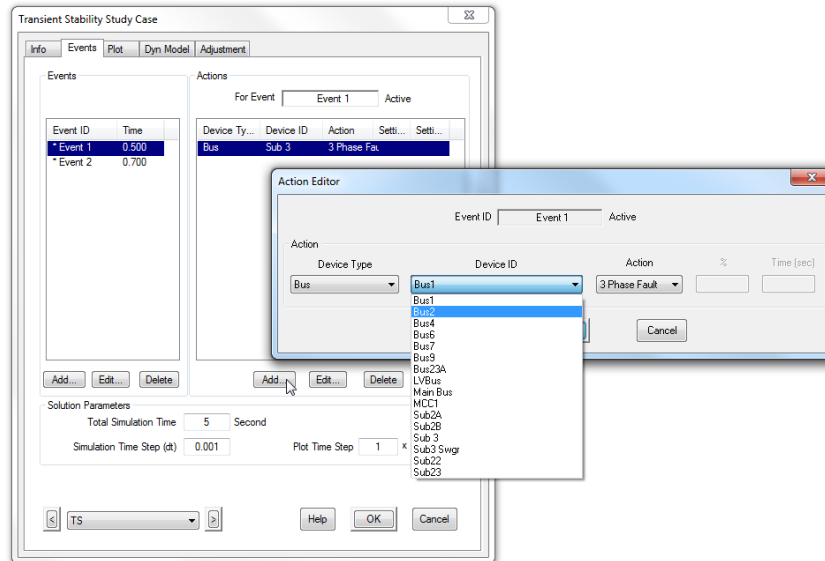 Transient Stability Study Case
Info Events Plot Dyn Model Adjustment
Events
Actions
For Event Event 1 Active
Event ID Time
* Event 1 0.500
* Event 2 0.700
Device Ty... Device ID Action Setti... Setti...
Bus Sub 3 3 Phase Fau
Action Editor
Event ID Event 1 Active
Action
Device Type Device ID Action % Time (sec)
Bus Bus1 3 Phase Fault
Bus1
Bus2
Bus4
Bus6
Bus7
Bus9
Bus23A
LVBus
Main Bus
MCC1
Sub2A
Sub2B
Sub 3
Sub3 Swgr
Sub22
Sub23
Cancel
Add... Edit... Delete
Add... Edit... Delete
Solution Parameters
Total Simulation Time 5 Second
Simulation Time Step (dt) 0.001 Plot Time Step 1 x
< TS >
Help OK Cancel